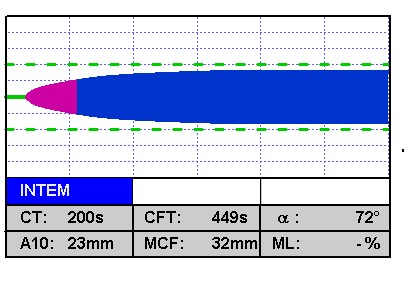 INTEM
CT: 200s CFT: 449s α : 72°
A10: 23mm MCF: 32mm ML: -%